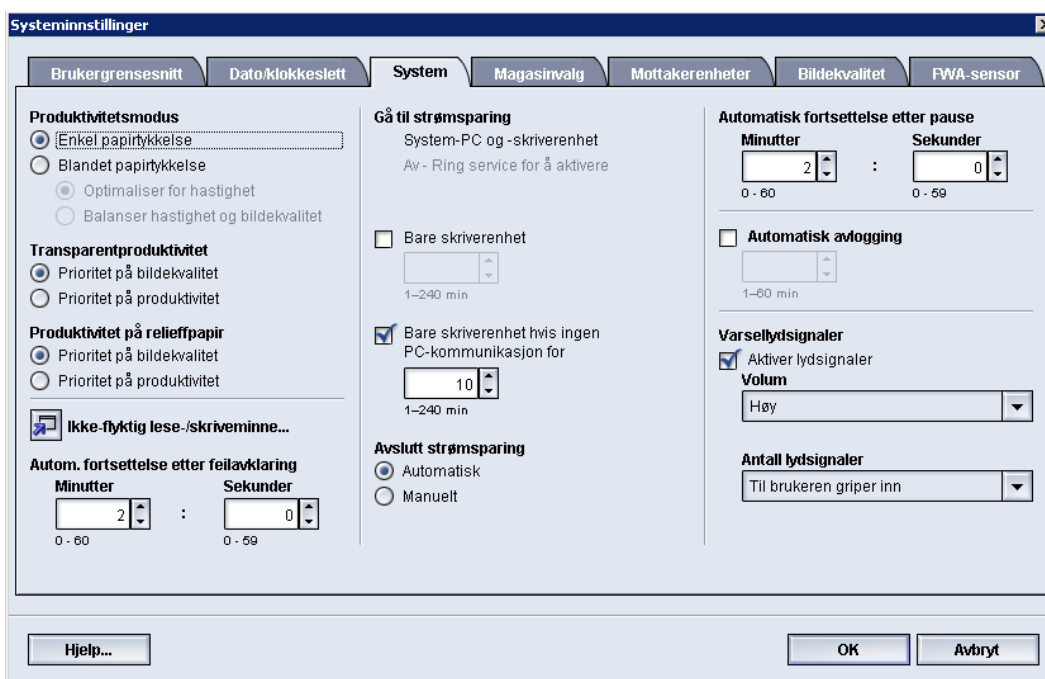 Systeminnstillinger
Brukergrensesnitt
Dato/klokkeslett
System
Magasinvalg
Mottakerenheter
Bildekvalitet
FWA-sensor
Produktivitetsmodus
Enkel papirtykkelse
Blandet papirtykkelse
Optimaliser for hastighet
Balanser hastighet og bildekvalitet
Transparentproduktivitet
Prioritet på bildekvalitet
Prioritet på produktivitet
Produktivitet på relieffpapir
Prioritet på bildekvalitet
Prioritet på produktivitet
Ikke-flyktig lese-/skriveminne...
Autom. fortsettelse etter feilavklaring
Minutter
Sekunder
2
:
0
0 - 60
0 - 59
Gå til strømsparing
System-PC og -skriverenhet
Av - Ring service for å aktivere
Bare skriverenhet
1–240 min
Bare skriverenhet hvis ingen
PC-kommunikasjon for
10
1–240 min
Avslutt strømsparing
Automatisk
Manuelt
Automatisk fortsettelse etter pause
Minutter
Sekunder
2
:
0
0 - 60
0 - 59
Automatisk avlogging
1–60 min
Varsellydsignaler
Aktiver lydsignaler
Volum
Høy
Antall lydsignaler
Til brukeren griper inn
Hjelp...
OK
Avbryt